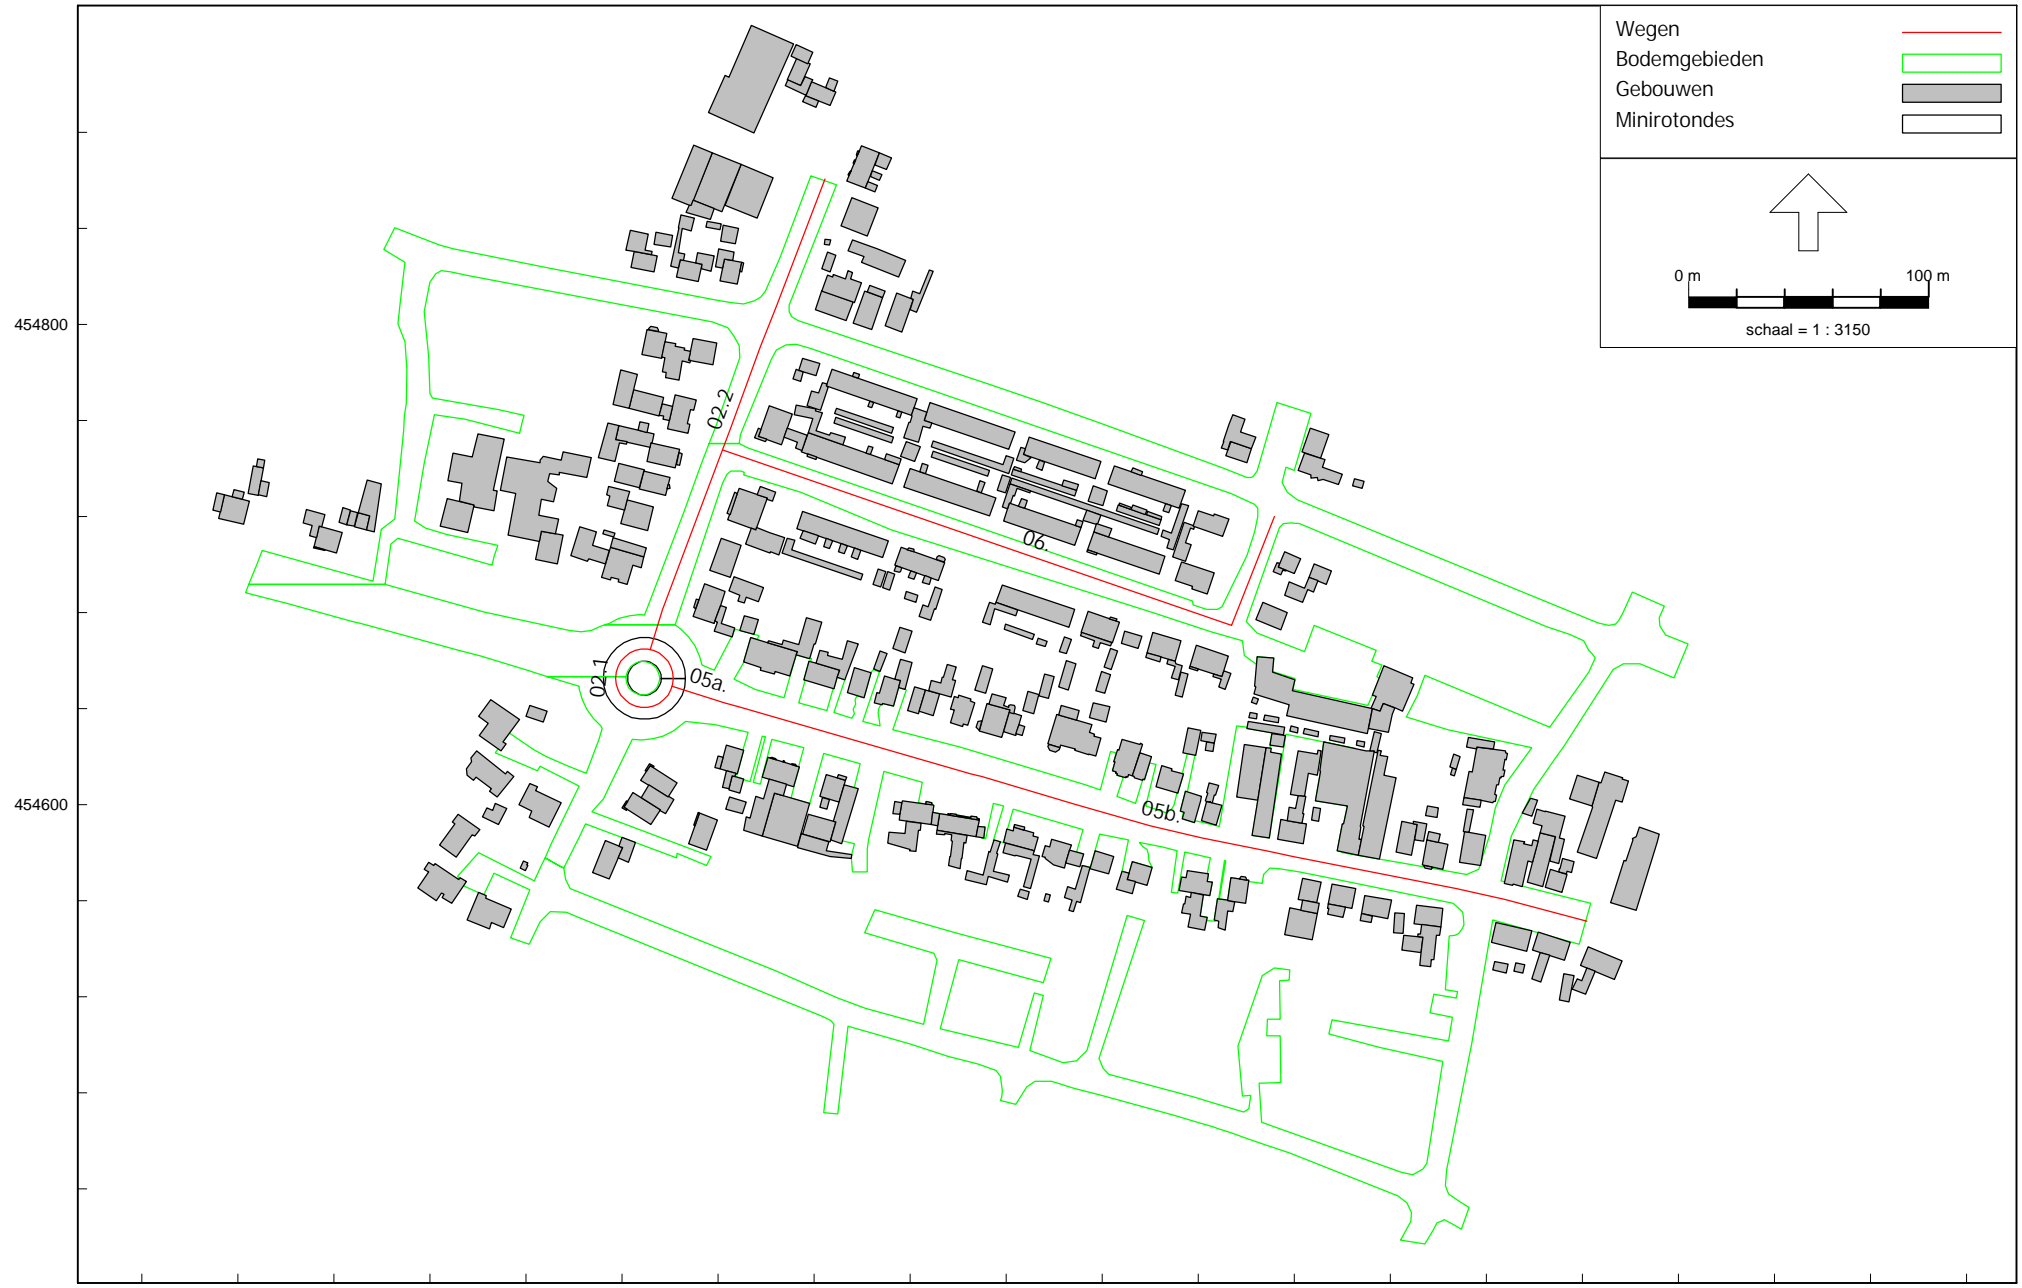 Wegen
Bodemgebieden
Gebouwen
Minirotondes
0 m 100 m
schaal = 1 : 3150
454800
02.2
06.
02.1
05a.
454600
05b.